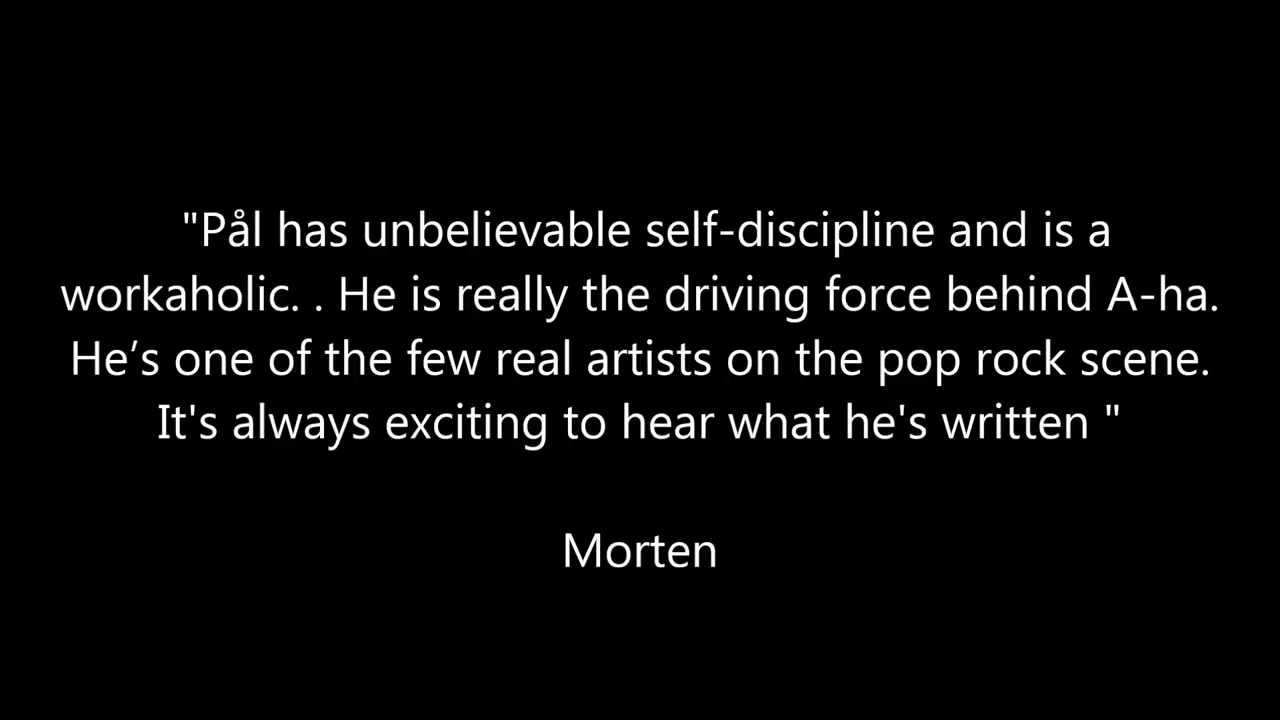 "Pål has unbelievable self-discipline and is a
workaholic. . He is really the driving force behind A-ha.
He’s one of the few real artists on the pop rock scene.
It's always exciting to hear what he's written "
Morten